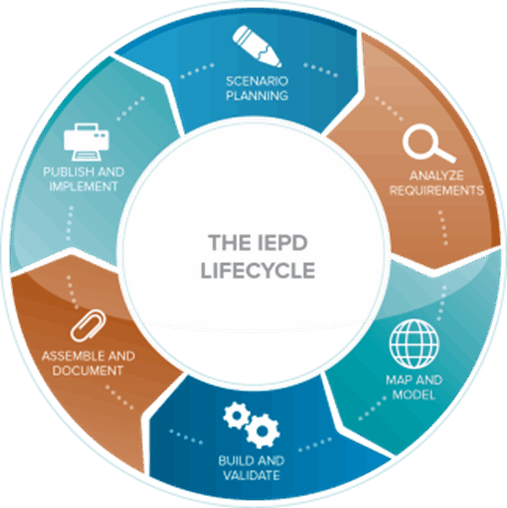 SCENARIO
PLANNING
ANALYZE
REQUIREMENTS
MAP AND
MODEL
BUILD AND
VALIDATE
ASSEMBLE AND
DOCUMENT
PUBLISH AND
IMPLEMENT
THE IEPD
LIFECYCLE